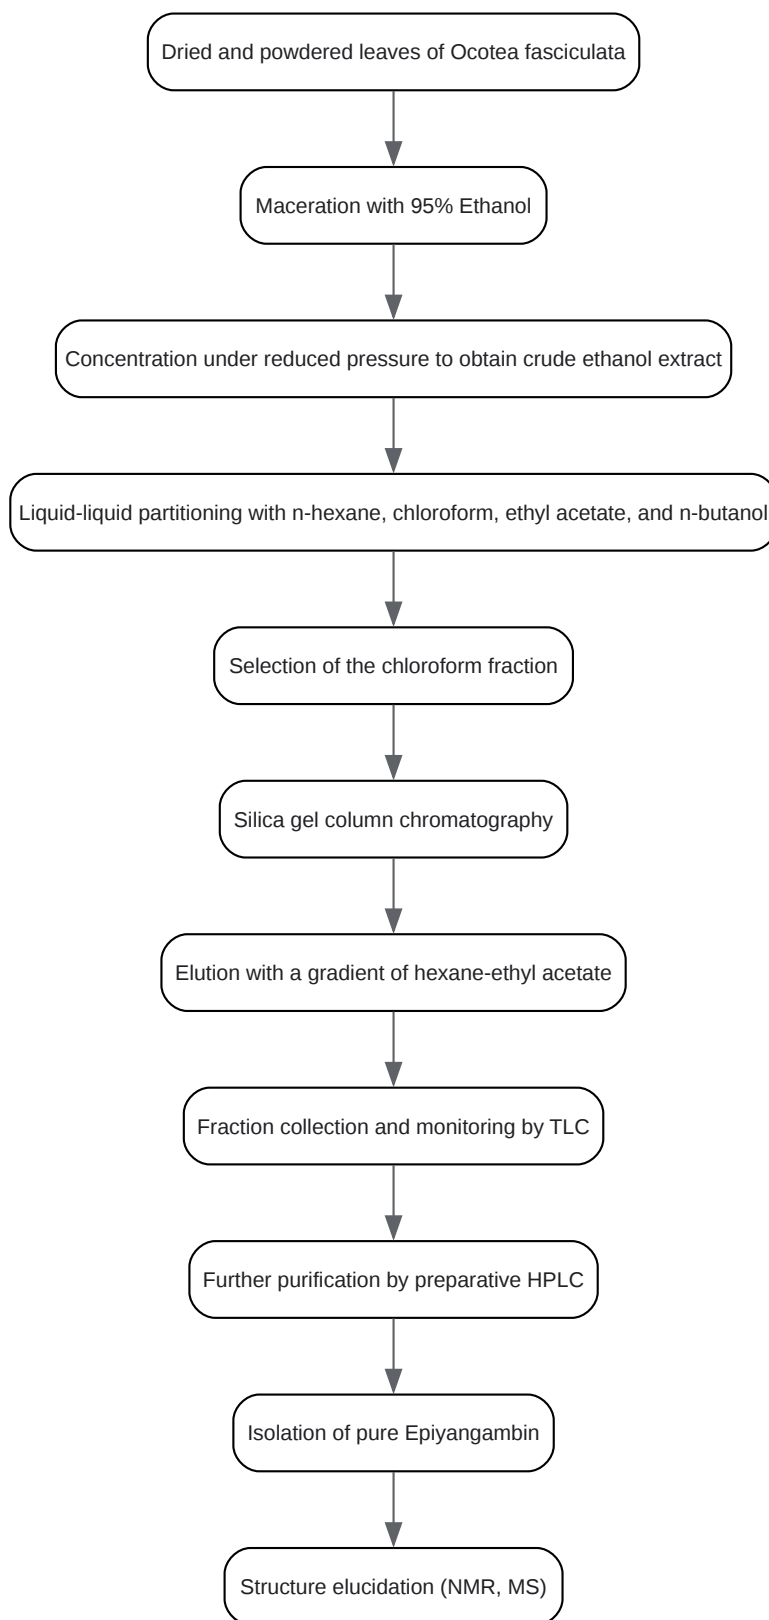 Dried and powdered leaves of Ocotea fasciculata
Maceration with 95% Ethanol
Concentration under reduced pressure to obtain crude ethanol extract
Liquid-liquid partitioning with n-hexane, chloroform, ethyl acetate, and n-butanol
Selection of the chloroform fraction
Silica gel column chromatography
Elution with a gradient of hexane-ethyl acetate
Fraction collection and monitoring by TLC
Further purification by preparative HPLC
Isolation of pure Epiyangambin
Structure elucidation (NMR, MS)